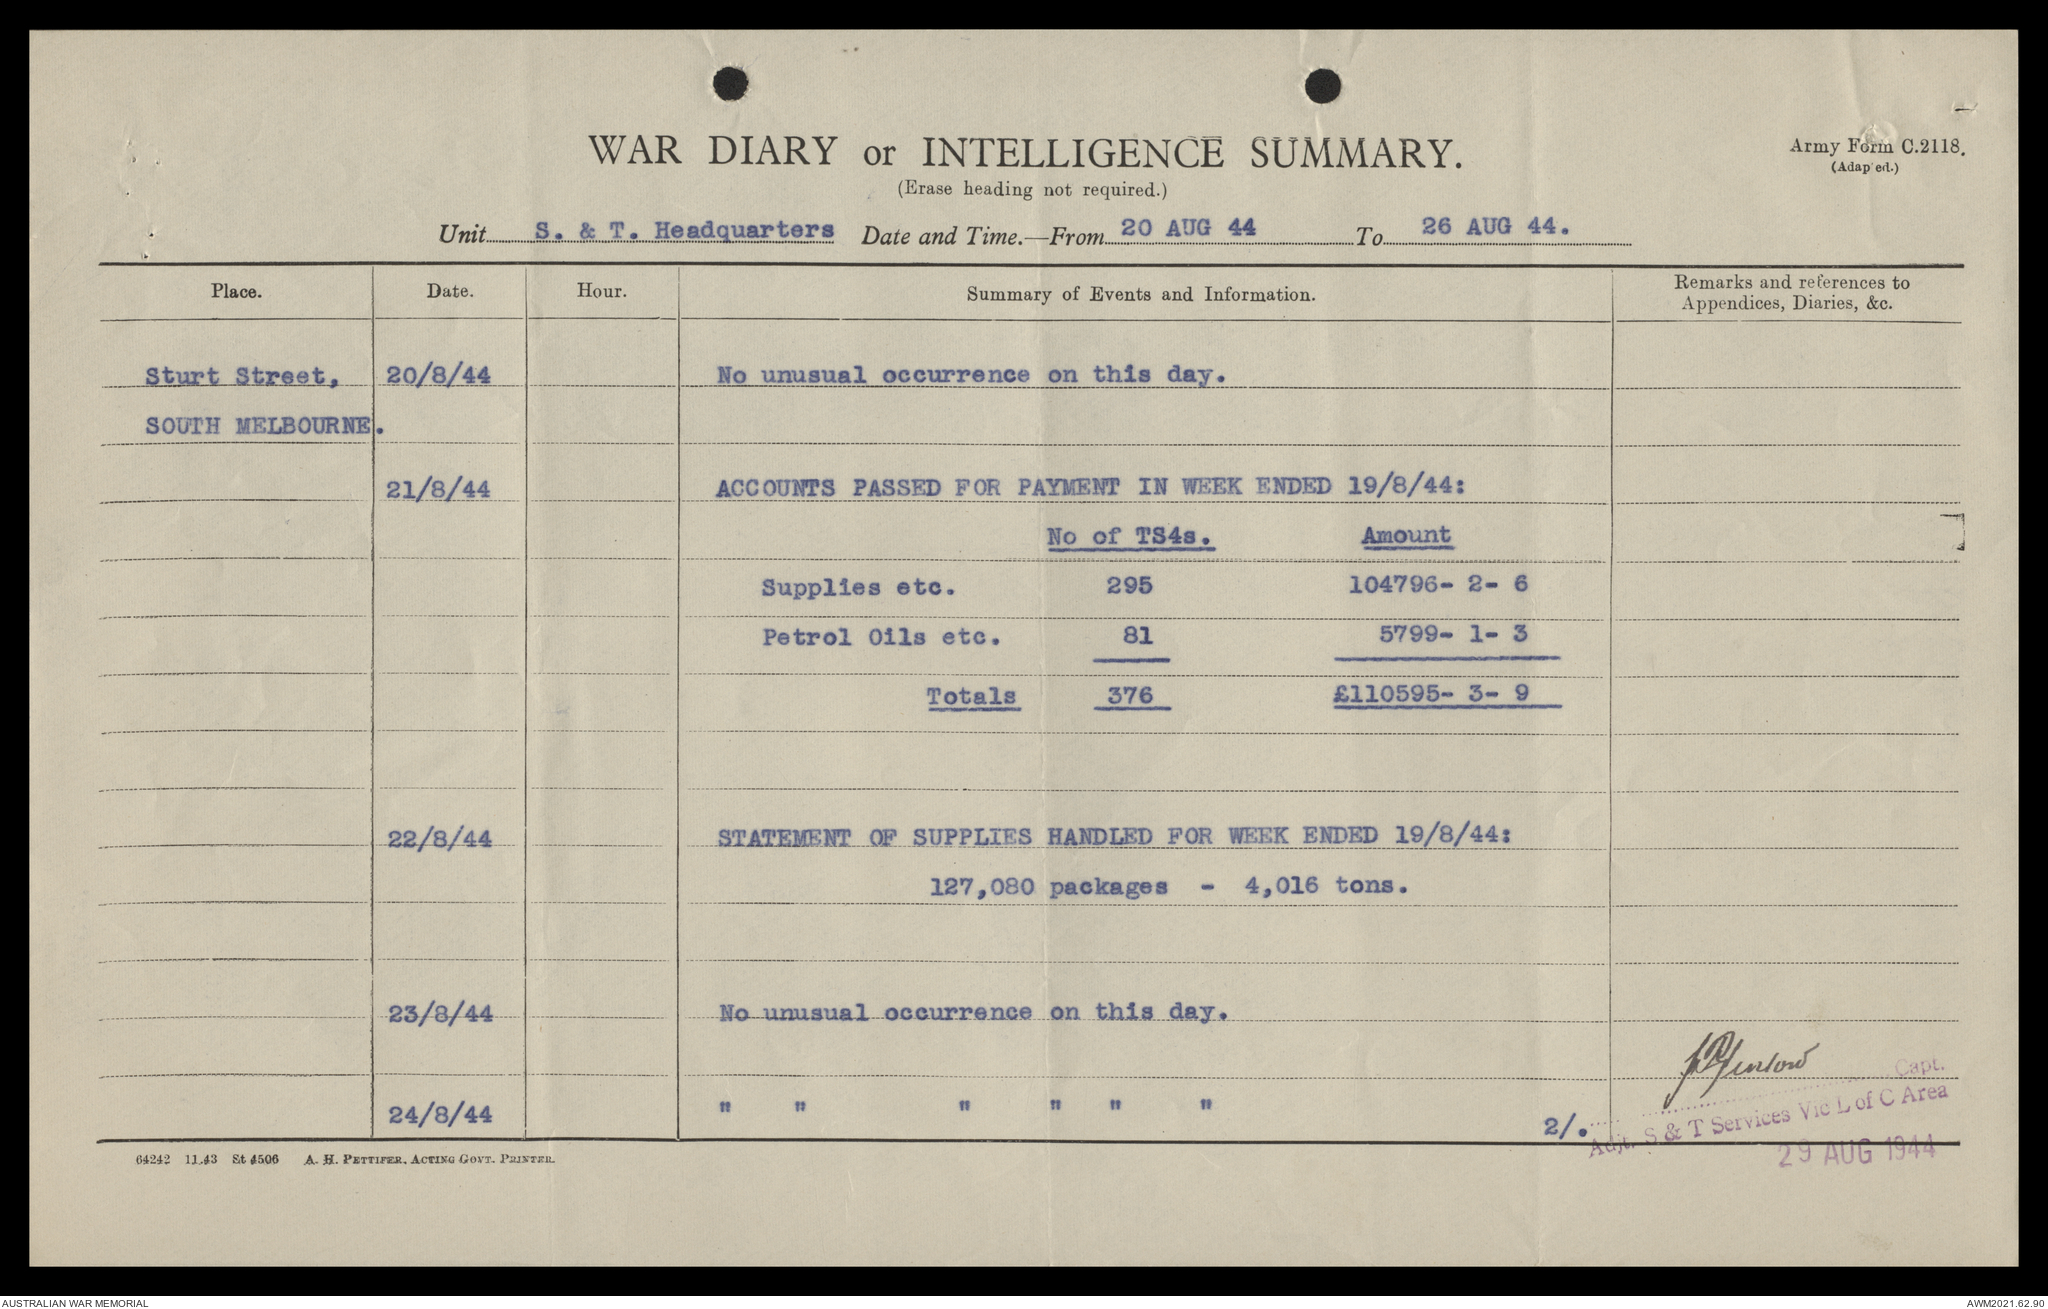 WAR DIARY or INTELLIGENCE SUMMARY.
Army Form C.2118.
(Adap ed.)
(Erase heading not required.)
Unit S. & T. Headquarters Date and Time.—From 20 AUG 44 To 26 AUG 44.
Place. Date. Hour. Summary of Events and Information. Remarks and references to
Appendices, Diaries, &c.
Sturt Street, 20/8/44 No unusual occurrence on this day.
SOUTH MELBOURNE.
21/8/44 ACCOUNTS PASSED FOR PAYMENT IN WEEK ENDED 19/8/44:
No of TS4s. Amount
Supplies etc. 295 104796- 2- 6
Petrol Oils etc. 81 5799- 1- 3
Totals 376 £110595- 3- 9
22/8/44 STATEMENT OF SUPPLIES HANDLED FOR WEEK ENDED 19/8/44:
127,080 packages - 4,016 tons.
23/8/44 No unusual occurrence on this day.
Capt.
24/8/44 " " " " " " 2/.
Adjt. S & T Services Vic L of C Area
29 AUG 1944
64242 11.43 St 4506 A. H. PETTIFER, ACTING GOVT. PRINTER.
AUSTRALIAN WAR MEMORIAL AWM2021.62.90